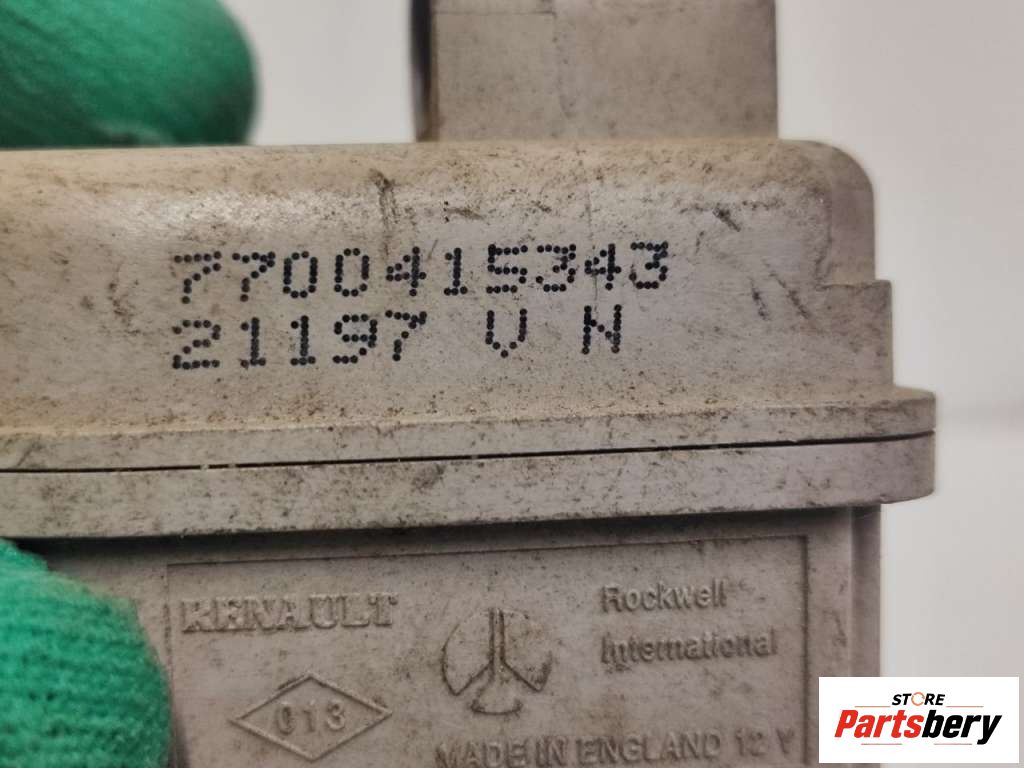 7700415343
21197 V N
RENAULT
Rockwell
International
013
MADE IN ENGLAND 12 V
STORE
Partsbery